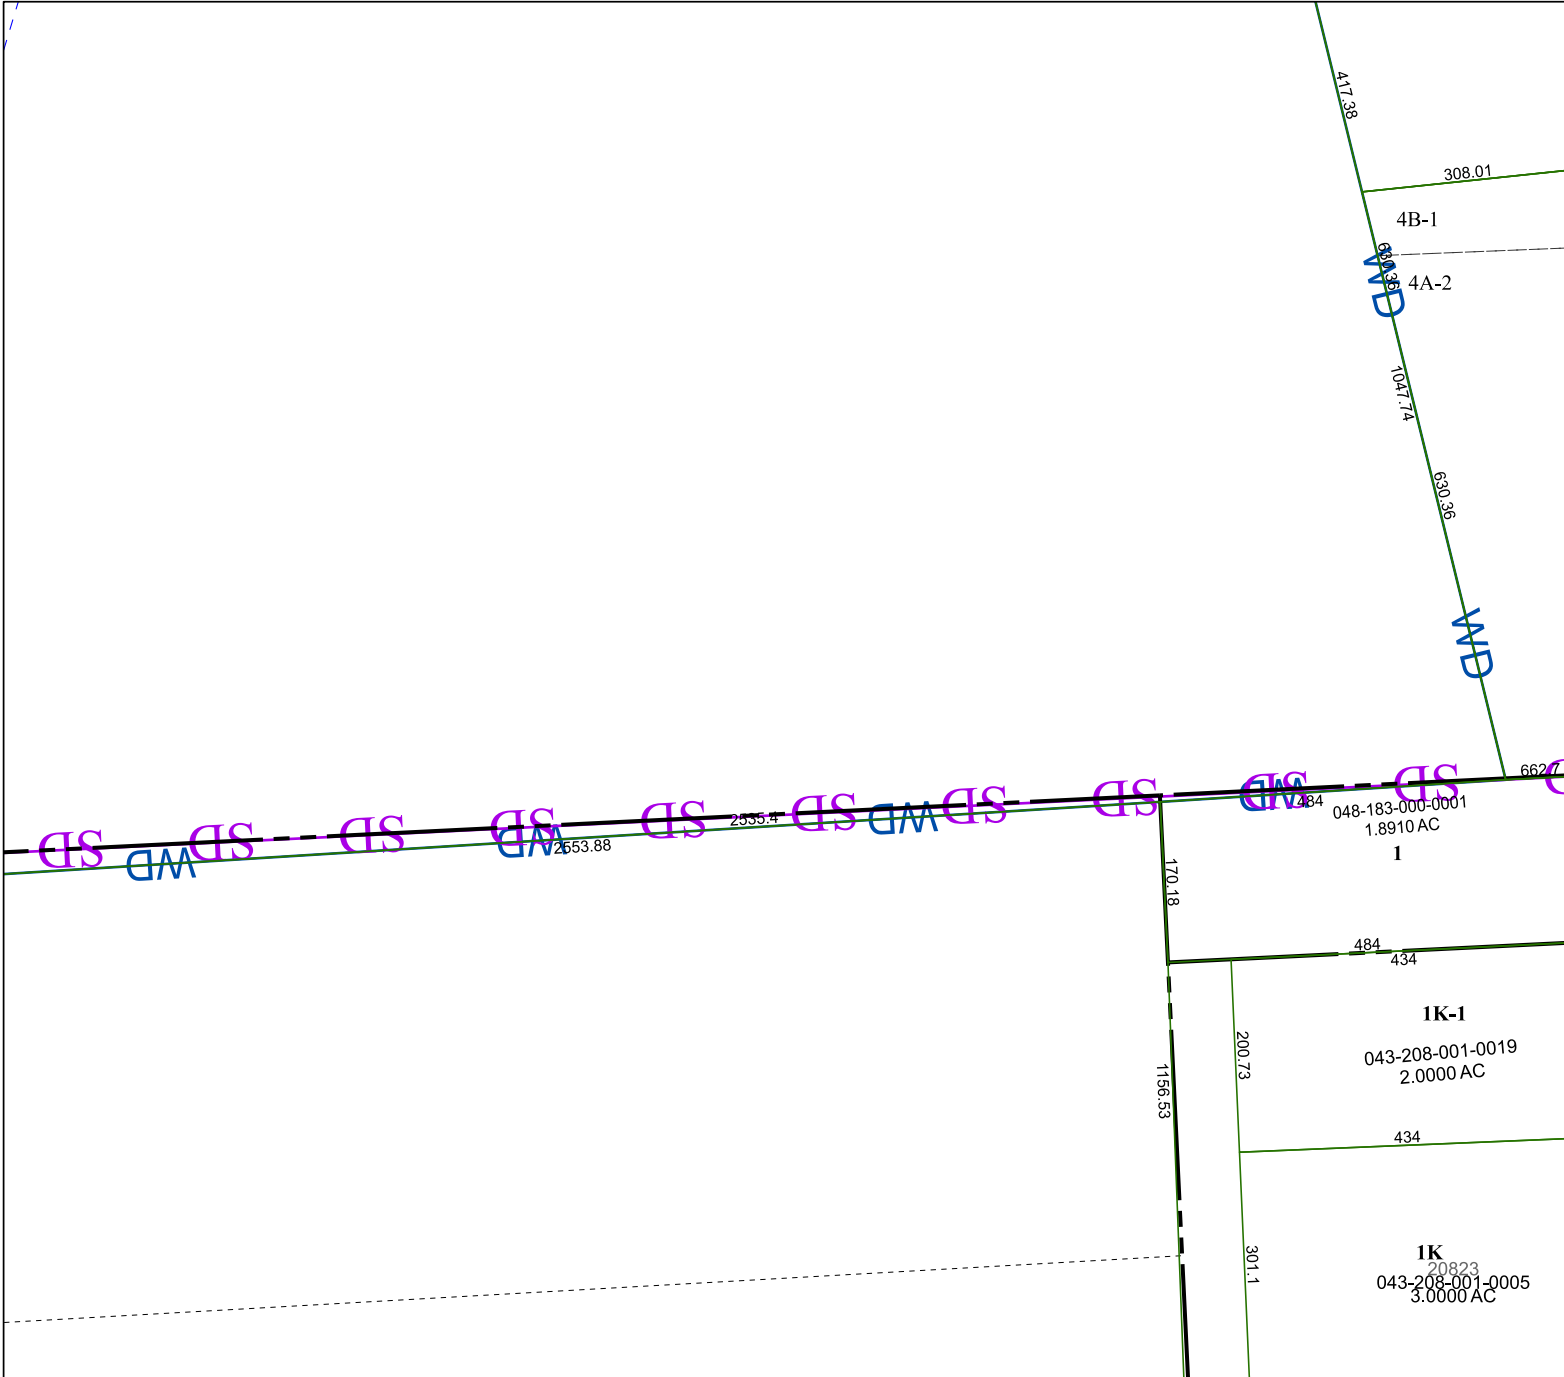 417.38
308.01
4B-1
630.36
WD
4A-2
1047.74
630.36
WD
662.7
SD
SD
SD
SD
SD
SD
SD
SD
SD
SD
WD
WD
WD
WD
2535.4
2553.88
484
048-183-000-0001
1.8910 AC
1
170.18
484
434
1K-1
043-208-001-0019
2.0000 AC
200.73
1156.53
434
301.1
1K
20823
043-208-001-0005
3.0000 AC